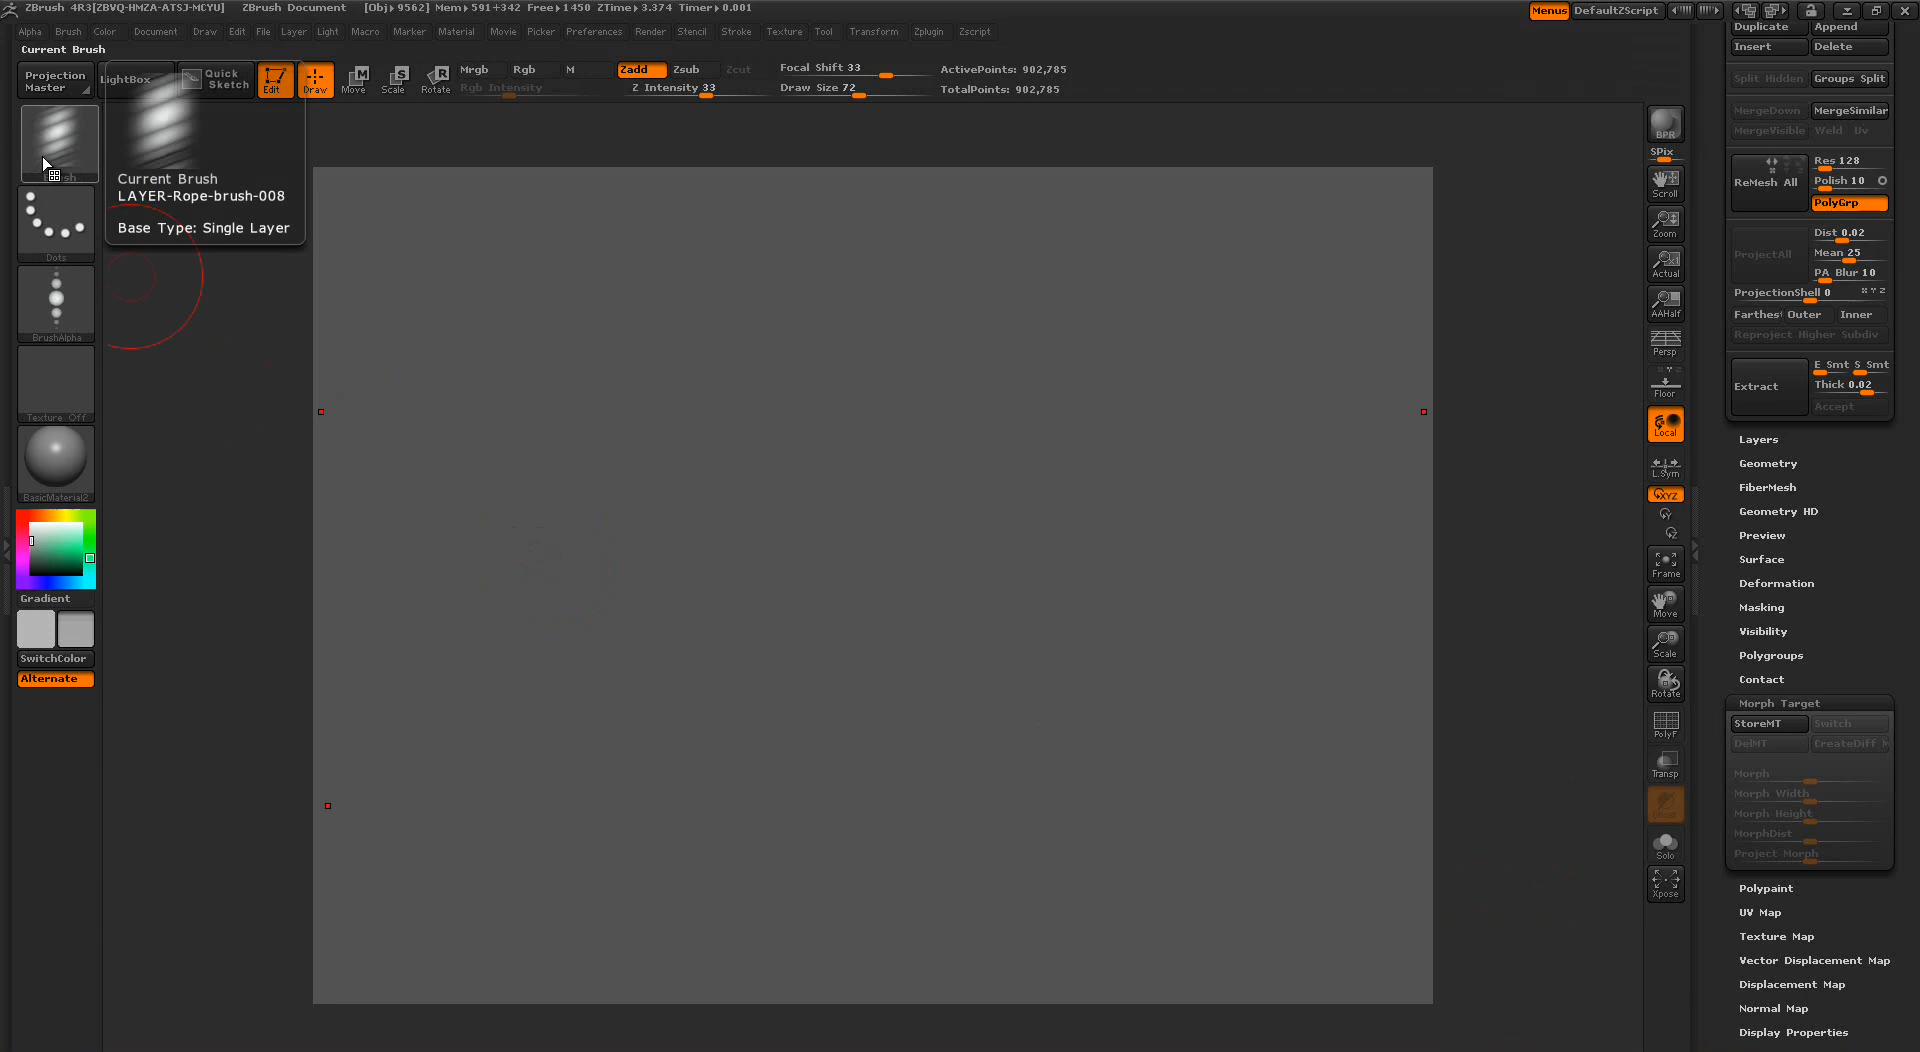 ZBrush 4R3[ZBVQ-HMZA-ATSJ-MCYU] ZBrush Document [Obj▸ 9562] Mem▸591+342 Free▸1450 ZTime▸3.374 Timer▸0.001 Menus DefaultZScript
Alpha Brush Color Document Draw Edit File Layer Light Macro Marker Material Movie Picker Preferences Render Stencil Stroke Texture Tool Transform Zplugin Zscript
Current Brush
Projection Master
LightBox
Quick Sketch
Edit
Draw
Move
Scale
Rotate
Mrgb Rgb M
Rgb Intensity
Zadd Zsub Zcut
Z Intensity 33
Focal Shift 33
Draw Size 72
ActivePoints: 902,785
TotalPoints: 902,785
Current Brush
LAYER-Rope-brush-008
Base Type: Single Layer
Dots
BrushAlpha
Texture Off
BasicMaterial2
Gradient
SwitchColor
Alternate
BPR
SPix
Scroll
Zoom
Actual
AAHalf
Persp
Floor
Local
L.Sym
XYZ
Y
Z
Frame
Move
Scale
Rotate
PolyF
Transp
Solo
Xpose
Duplicate Append
Insert Delete
Split Hidden Groups Split
MergeDown MergeSimilar
MergeVisible Weld Uv
ReMesh All
Res 128
Polish 10
PolyGrp
ProjectAll
Dist 0.02
Mean 25
PA Blur 10
ProjectionShell 0
Farthest Outer Inner
Reproject Higher Subdiv
Extract
E Smt S Smt
Thick 0.02
Accept
Layers
Geometry
FiberMesh
Geometry HD
Preview
Surface
Deformation
Masking
Visibility
Polygroups
Contact
Morph Target
StoreMT Switch
DelMT CreateDiff M
Morph
Morph Width
Morph Height
MorphDist
Project Morph
Polypaint
UV Map
Texture Map
Vector Displacement Map
Displacement Map
Normal Map
Display Properties